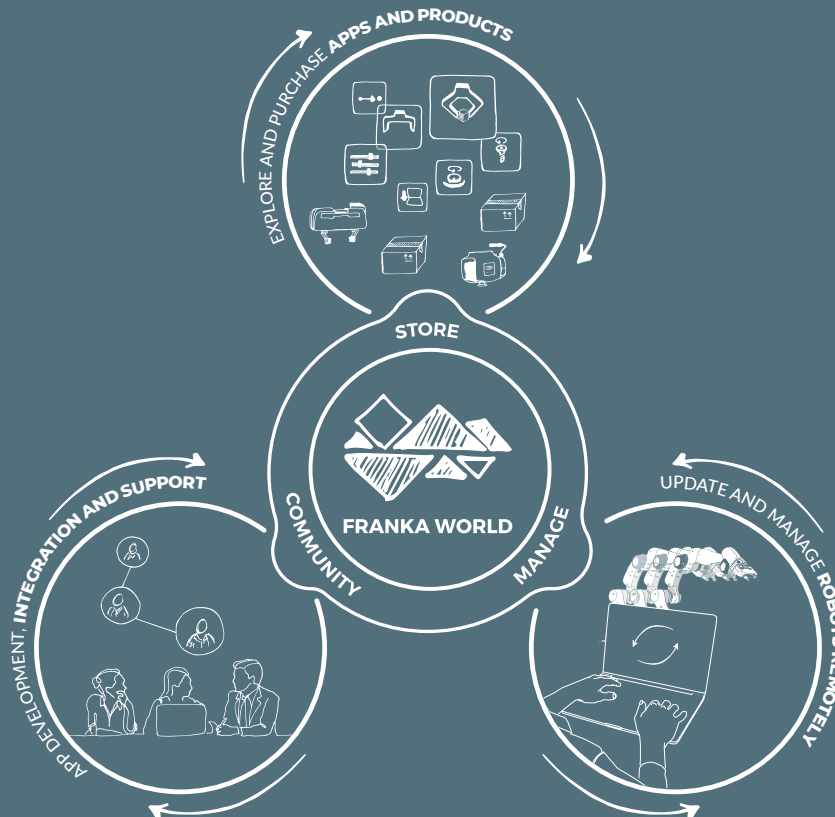 EXPLORE AND PURCHASE APPS AND PRODUCTS
STORE
COMMUNITY
MANAGE
FRANKA WORLD
APP DEVELOPMENT, INTEGRATION AND SUPPORT
UPDATE AND MANAGE ROBOTS REMOTELY